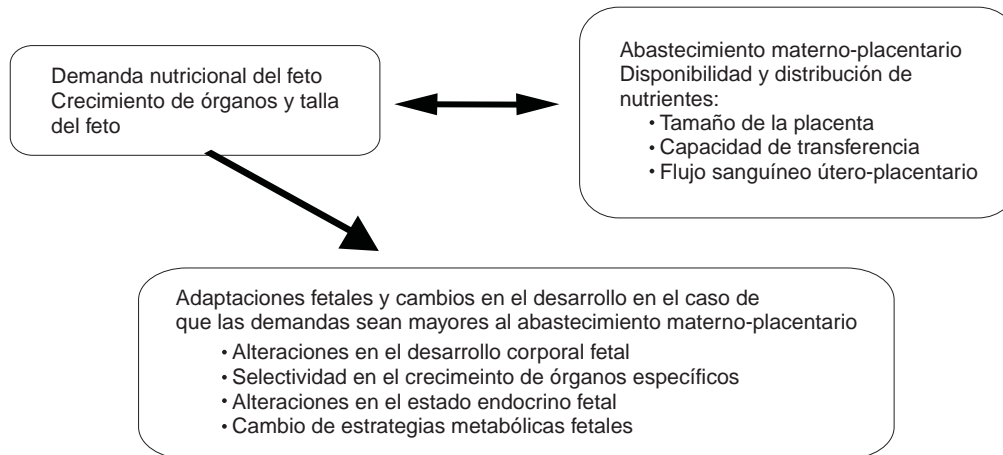 Demanda nutricional del feto
Crecimiento de órganos y talla
del feto
Abastecimiento materno-placentario
Disponibilidad y distribución de
nutrientes:
• Tamaño de la placenta
• Capacidad de transferencia
• Flujo sanguíneo útero-placentario
Adaptaciones fetales y cambios en el desarrollo en el caso de
que las demandas sean mayores al abastecimiento materno-placentario
• Alteraciones en el desarrollo corporal fetal
• Selectividad en el crecimeinto de órganos específicos
• Alteraciones en el estado endocrino fetal
• Cambio de estrategias metabólicas fetales